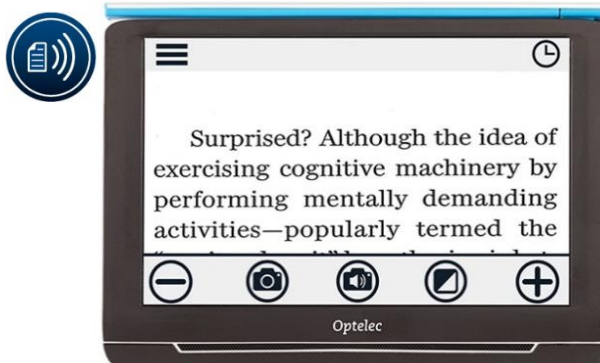 Surprised? Although the idea of
exercising cognitive machinery by
performing mentally demanding
activities—popularly termed the
Optelec